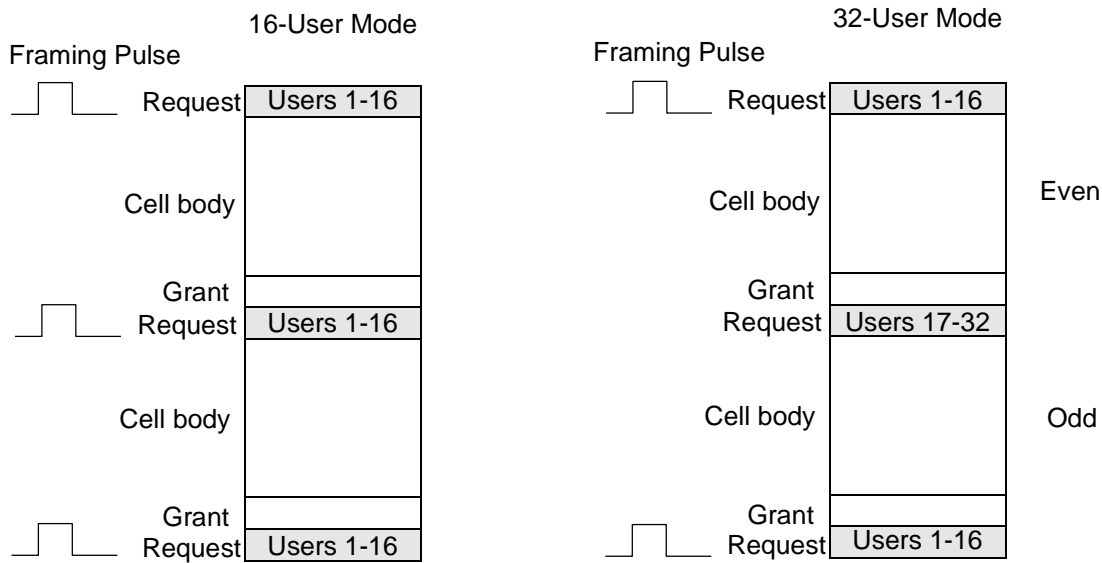 16-User Mode
Framing Pulse
Request Users 1-16
Cell body
Grant
Request Users 1-16
Cell body
Grant
Request Users 1-16
32-User Mode
Framing Pulse
Request Users 1-16
Cell body
Even
Grant
Request Users 17-32
Cell body
Odd
Grant
Request Users 1-16